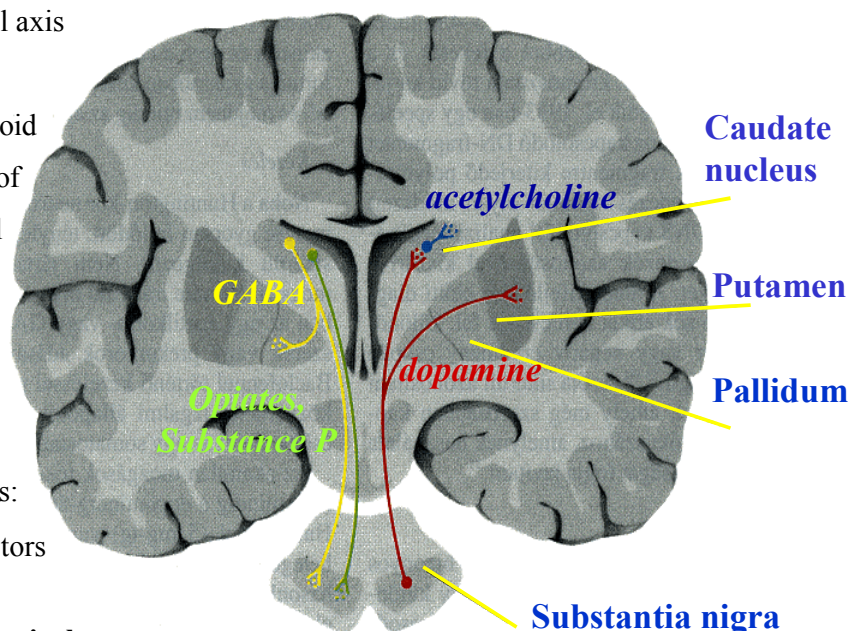 l axis
oid
of
l
s:
tors
Caudate
nucleus
acetylcholine
Putamen
GABA
dopamine
Pallidum
Opiates,
Substance P
Substantia nigra